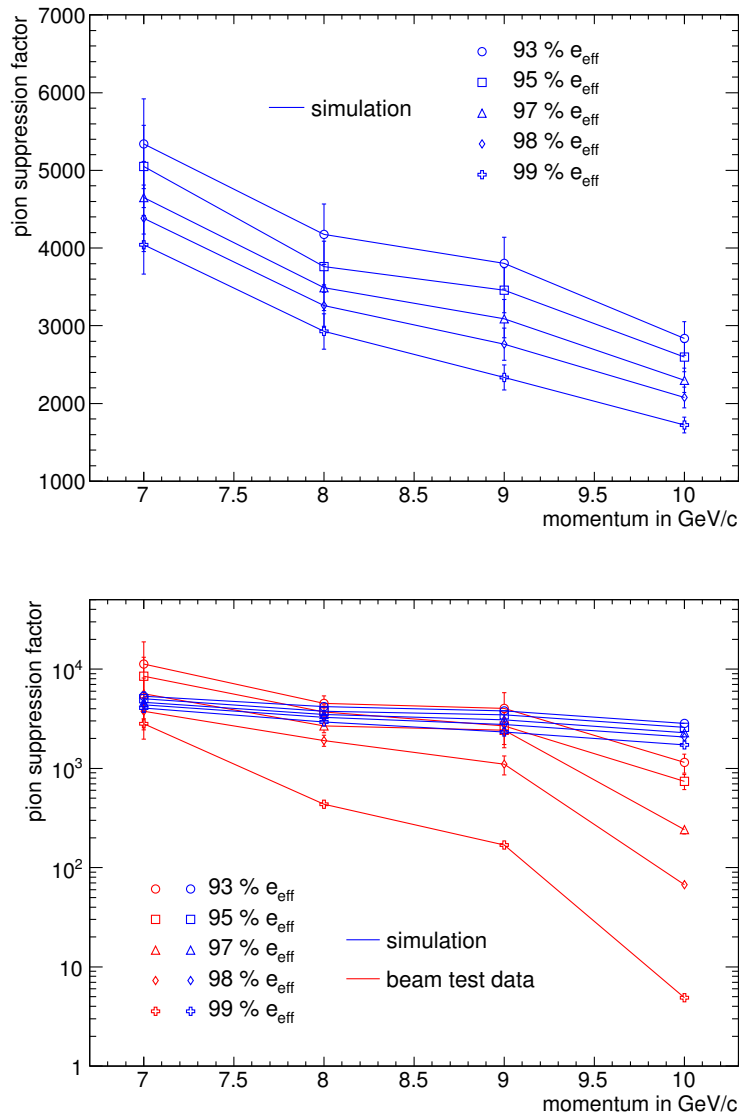 7000
6000
5000
4000
3000
2000
1000
pion suppression factor
93 % e_eff
95 % e_eff
97 % e_eff
98 % e_eff
99 % e_eff
simulation
7 7.5 8 8.5 9 9.5 10
momentum in GeV/c
10^4
10^3
10^2
10
1
pion suppression factor
93 % e_eff
95 % e_eff
97 % e_eff
98 % e_eff
99 % e_eff
simulation
beam test data
7 7.5 8 8.5 9 9.5 10
momentum in GeV/c